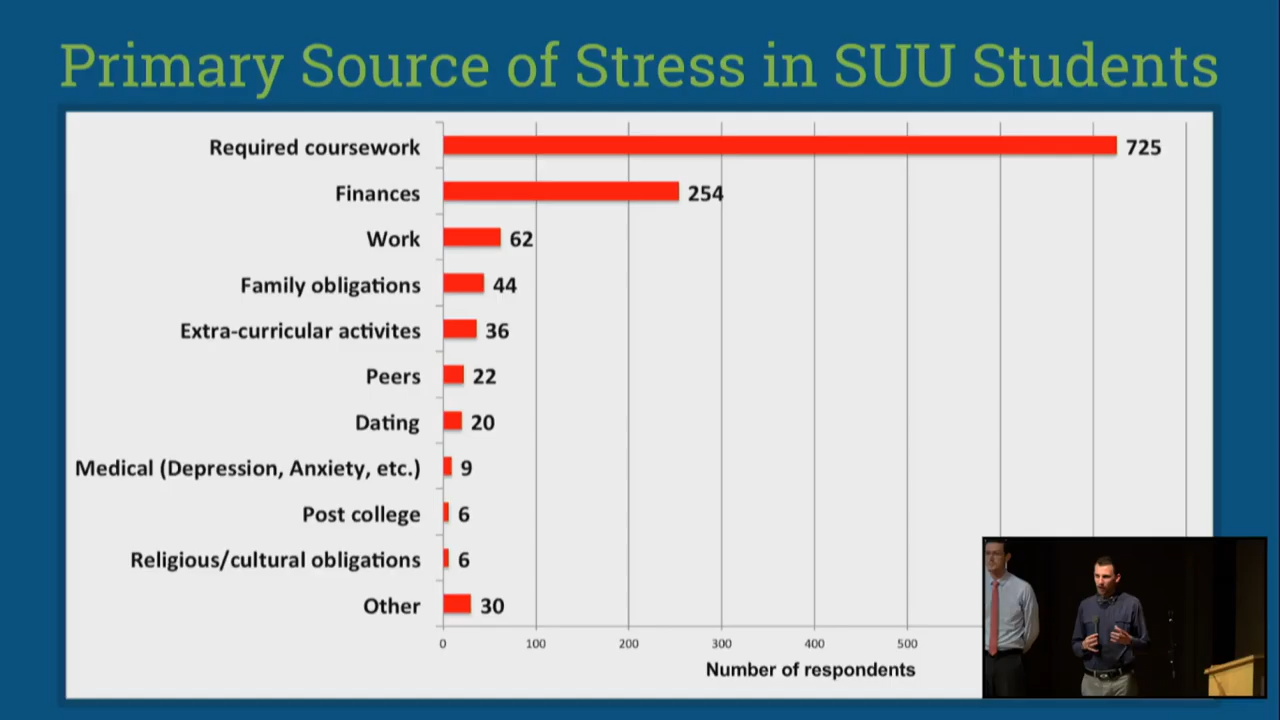 Primary Source of Stress in SUU Students
Required coursework 725
Finances 254
Work 62
Family obligations 44
Extra-curricular activites 36
Peers 22
Dating 20
Medical (Depression, Anxiety, etc.) 9
Post college 6
Religious/cultural obligations 6
Other 30
0 100 200 300 400 500
Number of respondents